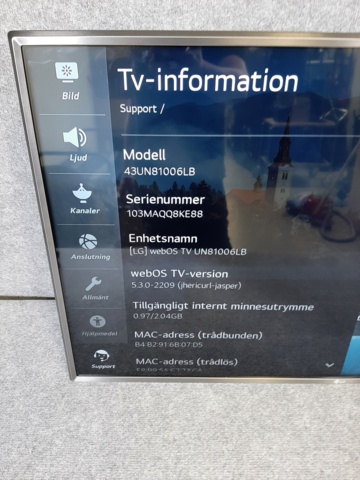 Tv-information
Support /
Bild
Ljud
Kanaler
Anslutning
Allmänt
Hjälpmedel
Support
Modell
43UN81006LB
Serienummer
103MAQQ8KE88
Enhetsnamn
[LG] webOS TV UN81006LB
webOS TV-version
5.3.0-2209 (jhericurl-jasper)
Tillgängligt internt minnesutrymme
0.97/2.04GB
MAC-adress (trådbunden)
B4:B2:91:6B:07:D5
MAC-adress (trådlös)